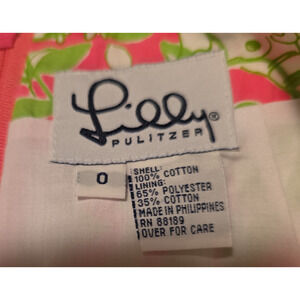 Lilly®
PULITZER
0
SHELL:
100% COTTON
LINING:
65% POLYESTER
35% COTTON
MADE IN PHILIPPINES
RN 88189
OVER FOR CARE